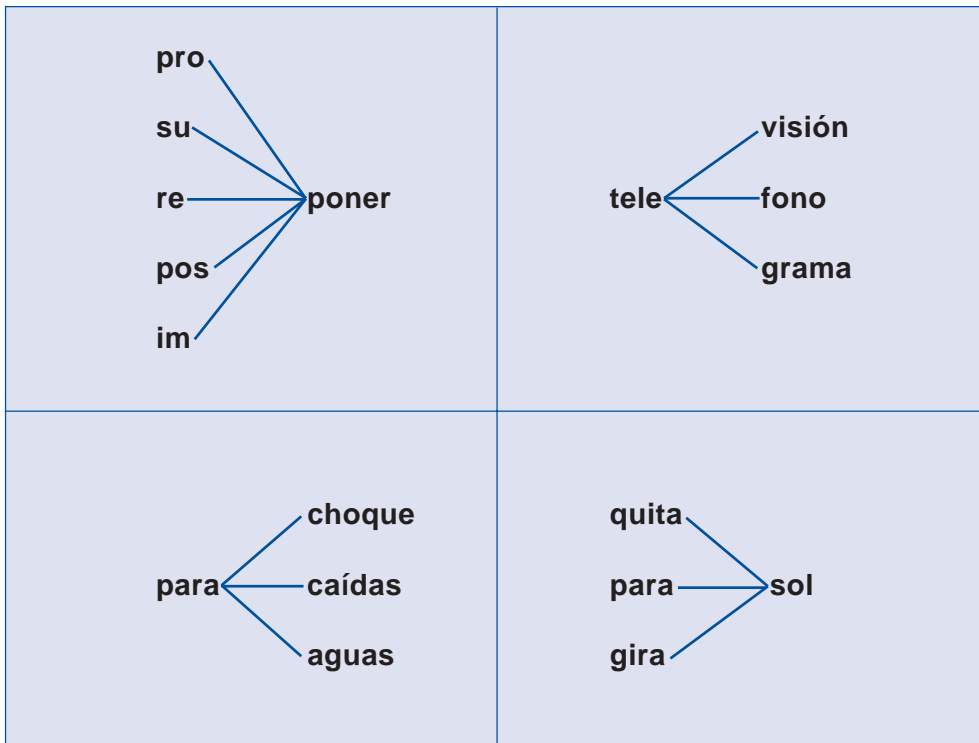 pro
su
re
poner
pos
im
visión
tele
fono
grama
choque
para
caídas
aguas
quita
para
sol
gira